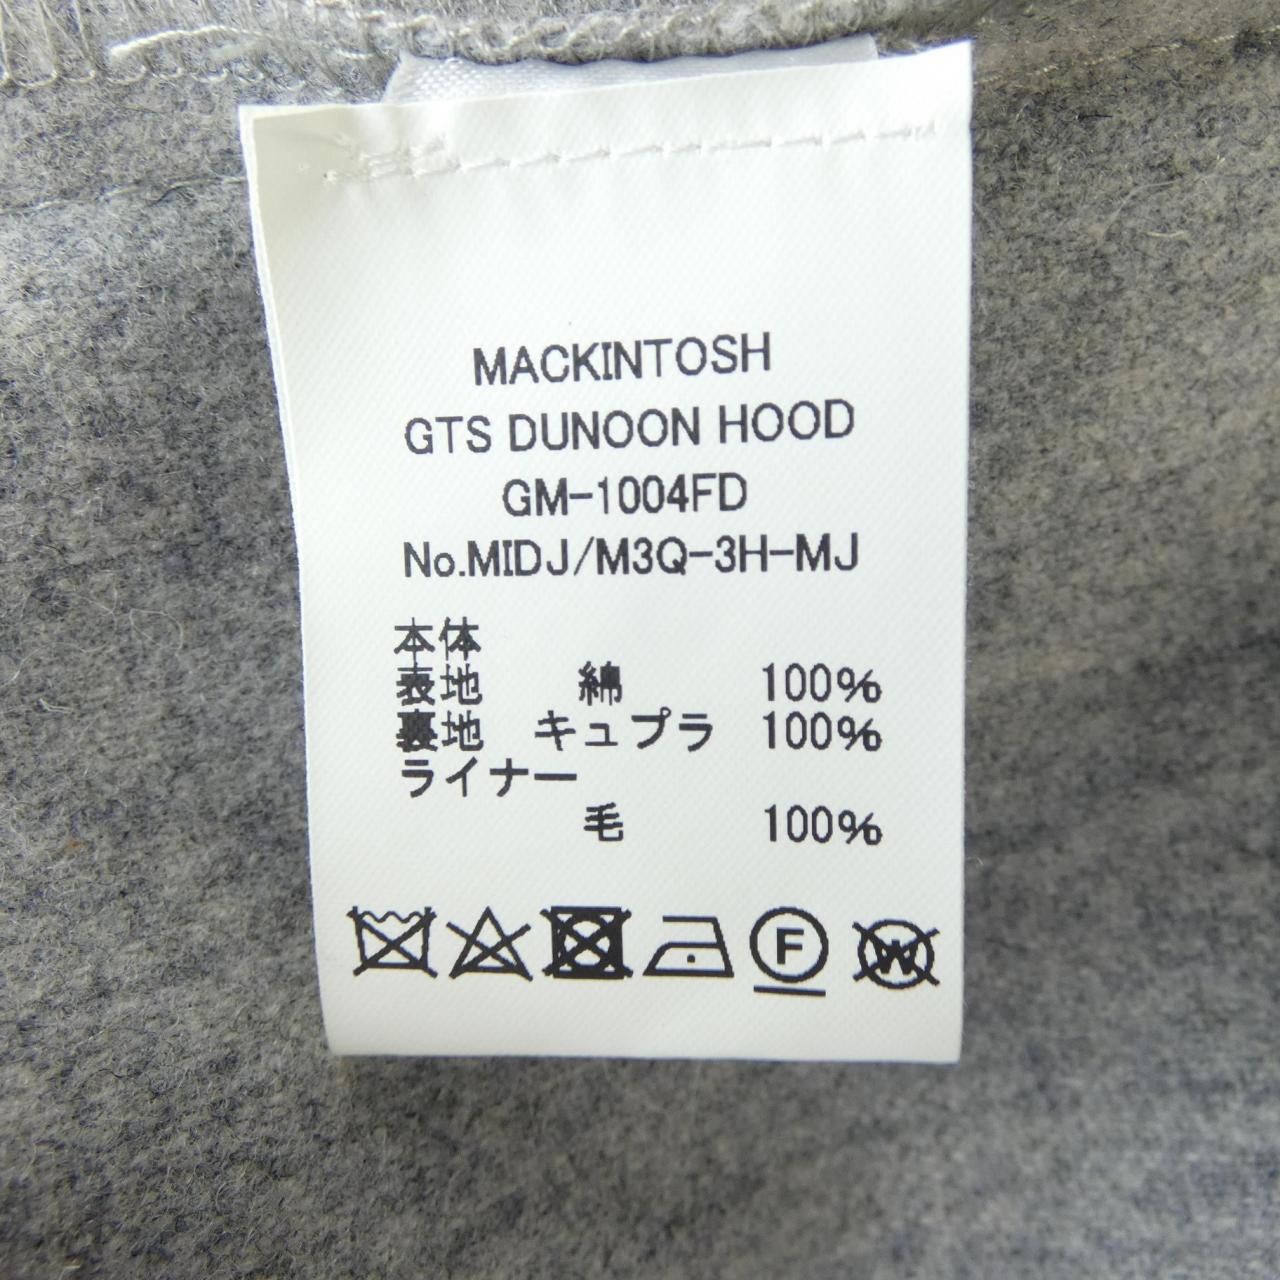 MACKINTOSH
GTS DUNOON HOOD
GM-1004FD
No.MIDJ/M3Q-3H-MJ
本体
表地 綿 100%
裏地 キュプラ 100%
ライナー
毛 100%
F W